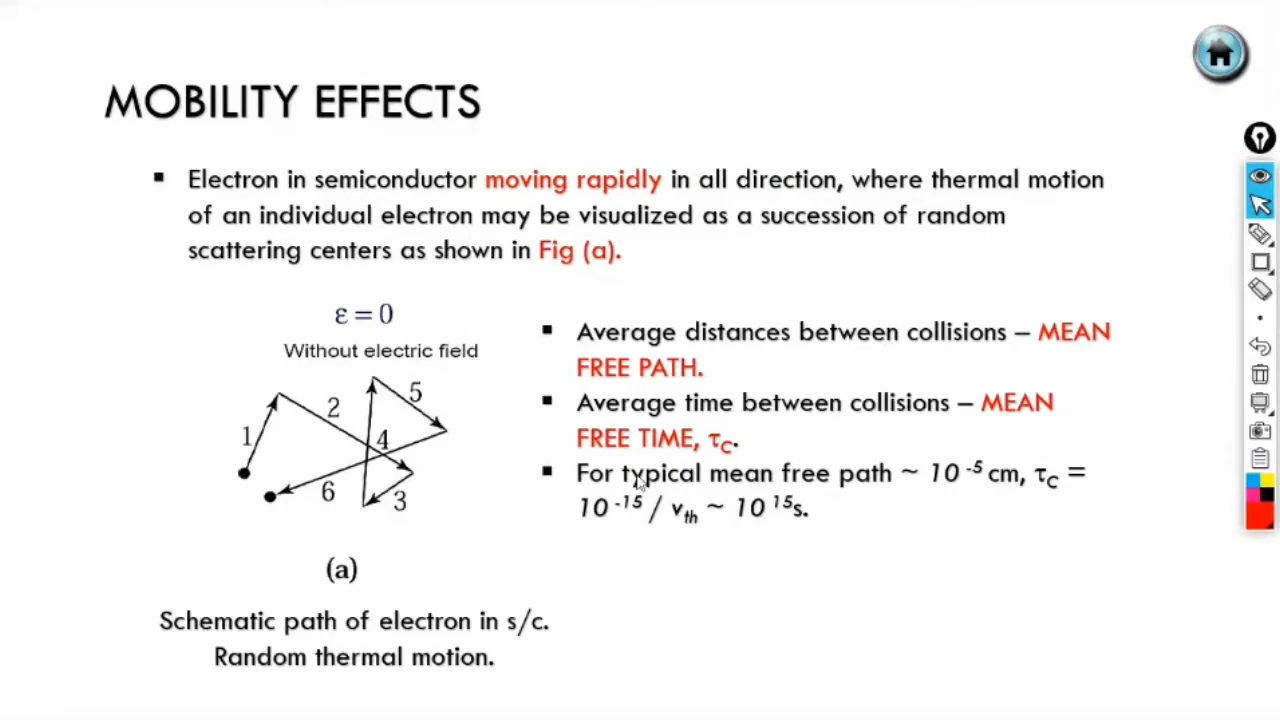 MOBILITY EFFECTS
▪ Electron in semiconductor moving rapidly in all direction, where thermal motion
of an individual electron may be visualized as a succession of random
scattering centers as shown in Fig (a).
ε = 0
Without electric field
1
2
3
4
5
6
(a)
Schematic path of electron in s/c.
Random thermal motion.
▪ Average distances between collisions – MEAN
FREE PATH.
▪ Average time between collisions – MEAN
FREE TIME, τC.
▪ For typical mean free path ~ 10 -5 cm, τC =
10 -15 / vth ~ 10 15s.